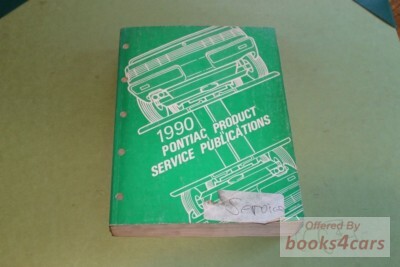 1990
PONTIAC PRODUCT
SERVICE PUBLICATIONS
Offered By
books4cars